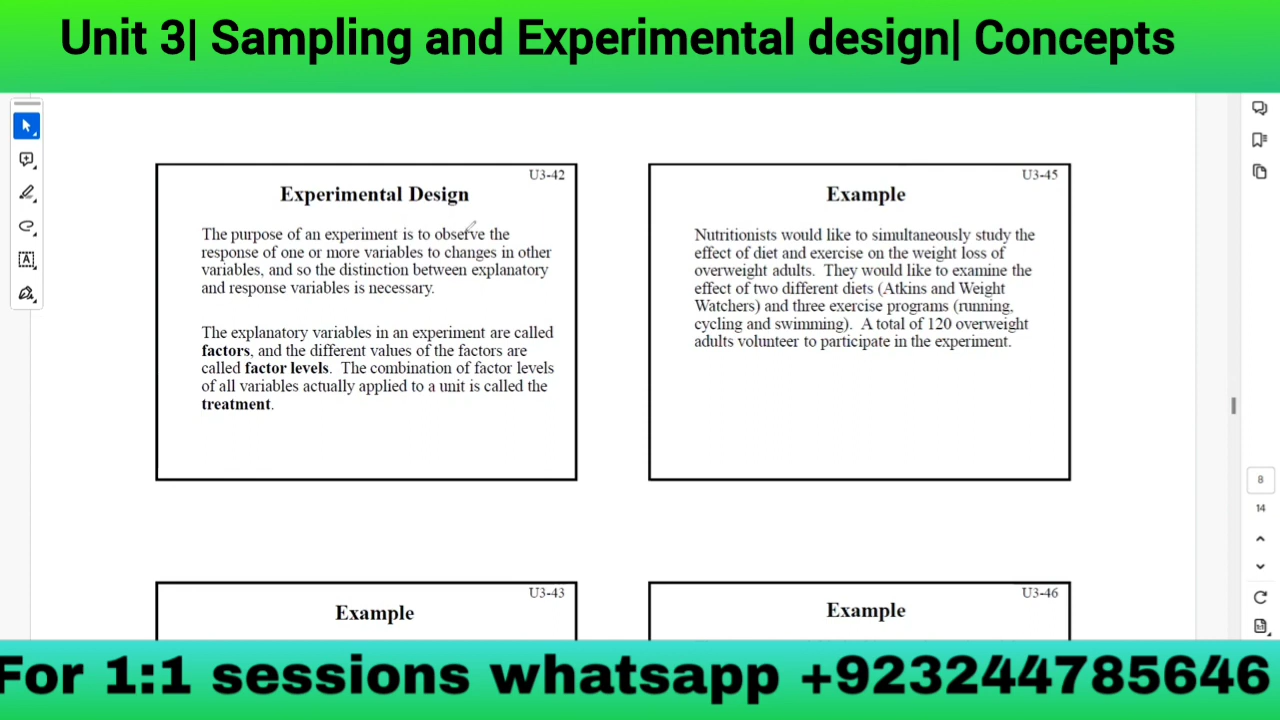 Unit 3| Sampling and Experimental design| Concepts
U3-42
Experimental Design
The purpose of an experiment is to observe the
response of one or more variables to changes in other
variables, and so the distinction between explanatory
and response variables is necessary.
The explanatory variables in an experiment are called
factors, and the different values of the factors are
called factor levels. The combination of factor levels
of all variables actually applied to a unit is called the
treatment.
U3-45
Example
Nutritionists would like to simultaneously study the
effect of diet and exercise on the weight loss of
overweight adults. They would like to examine the
effect of two different diets (Atkins and Weight
Watchers) and three exercise programs (running,
cycling and swimming). A total of 120 overweight
adults volunteer to participate in the experiment.
U3-43
Example
U3-46
Example
8
14
For 1:1 sessions whatsapp +923244785646